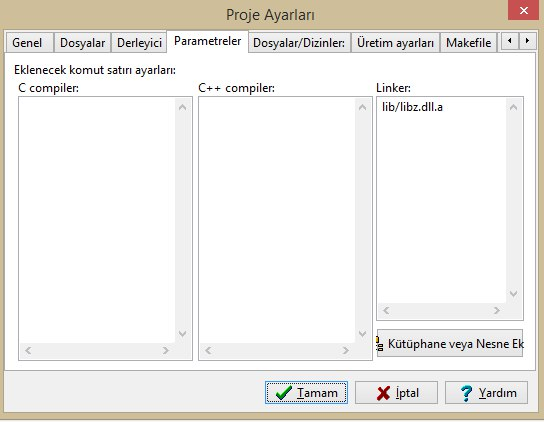 Proje Ayarları
Genel Dosyalar Derleyici Parametreler Dosyalar/Dizinler: Üretim ayarları Makefile
Eklenecek komut satırı ayarları:
C compiler: C++ compiler: Linker:
lib/libz.dll.a
Kütüphane veya Nesne Ek
Tamam İptal Yardım